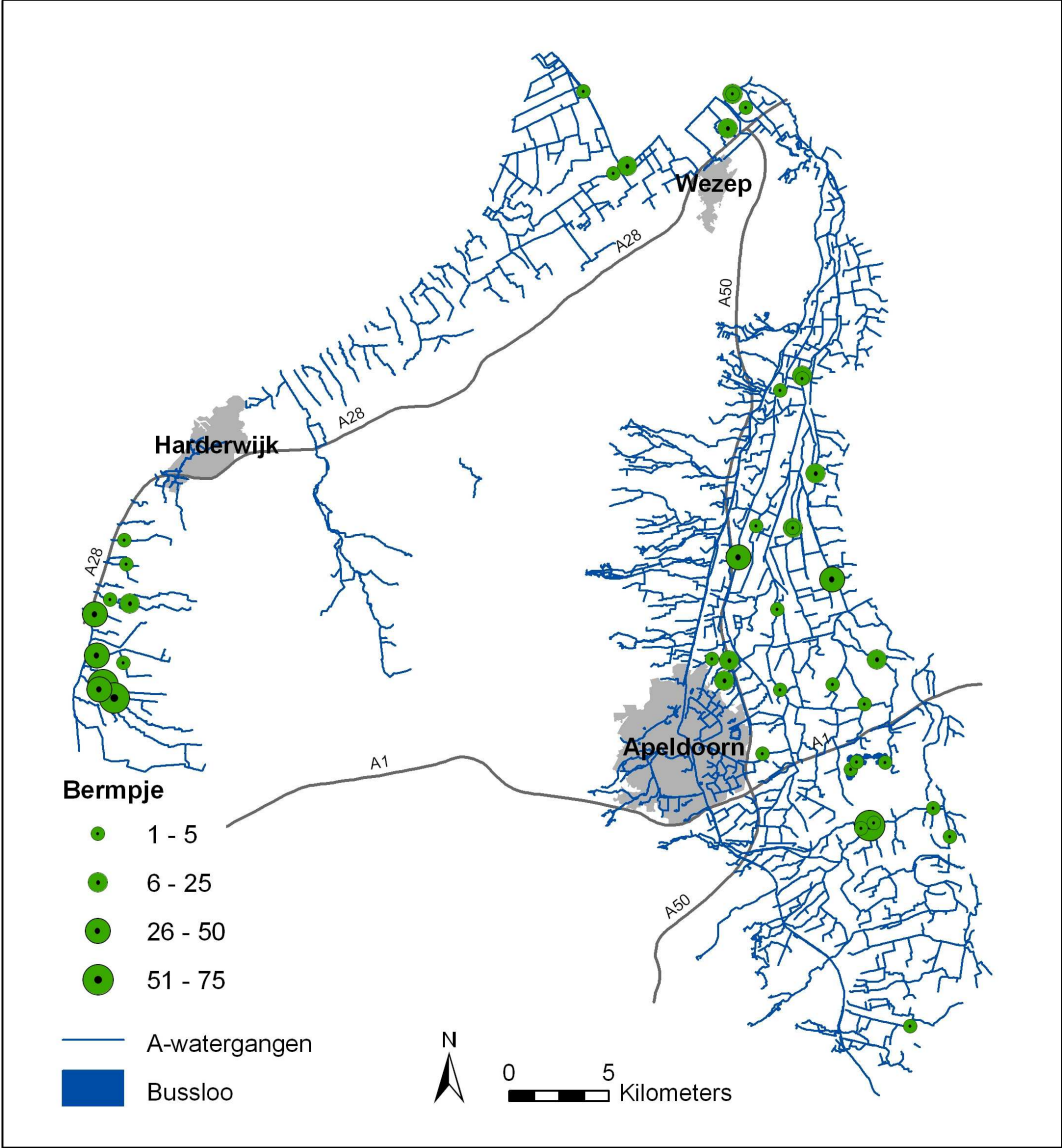 Wezep
A28
A50
A28
Harderwijk
A28
Apeldoorn
A1
A1
A50
Bermpje
1 - 5
6 - 25
26 - 50
51 - 75
A-watergangen
Bussloo
N
0 5
Kilometers